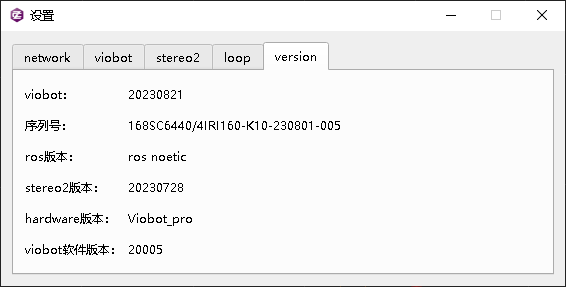 设置
network viobot stereo2 loop version
viobot: 20230821
序列号: 168SC6440/4IRI160-K10-230801-005
ros版本: ros noetic
stereo2版本: 20230728
hardware版本: Viobot_pro
viobot软件版本: 20005